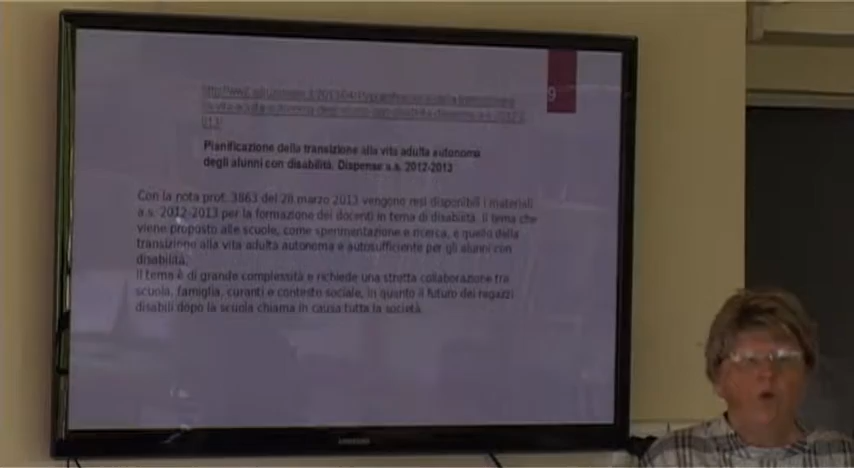 9
Pianificazione della transizione alla vita adulta autonoma
degli alunni con disabilità. Dispense a.s. 2012-2013
Con la nota prot. 3863 del 28 marzo 2013 vengono resi disponibili i materiali
a.s. 2012-2013 per la formazione dei docenti in tema di disabilità. Il tema che
viene proposto alle scuole, come sperimentazione e ricerca, è quello della
transizione alla vita adulta autonoma e autosufficiente per gli alunni con
disabilità.
Il tema è di grande complessità e richiede una stretta collaborazione fra
scuola, famiglia, curanti e contesto sociale, in quanto il futuro dei ragazzi
disabili dopo la scuola chiama in causa tutta la società.
SAMSUNG